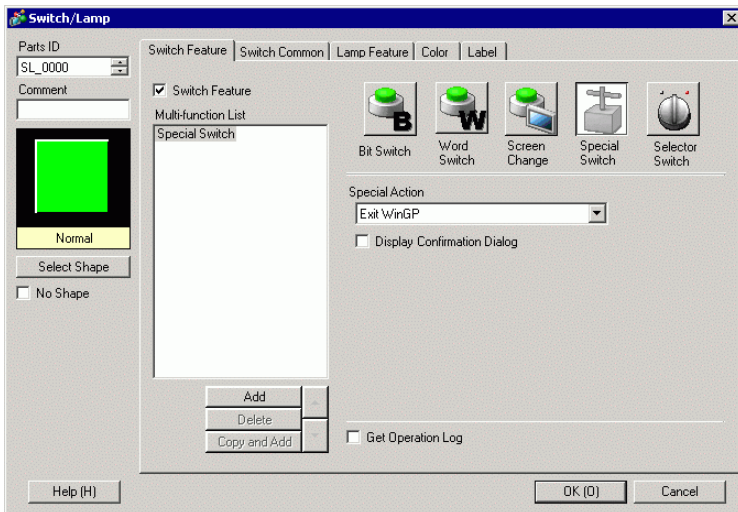 Switch/Lamp
Parts ID
SL_0000
Comment
Normal
Select Shape
No Shape
Help (H)
Switch Feature
Switch Common
Lamp Feature
Color
Label
Switch Feature
Multi-function List
Special Switch
Add
Delete
Copy and Add
B
Bit Switch
W
Word
Switch
Screen
Change
Special
Switch
Selector
Switch
Special Action
Exit WinGP
Display Confirmation Dialog
Get Operation Log
OK (O)
Cancel